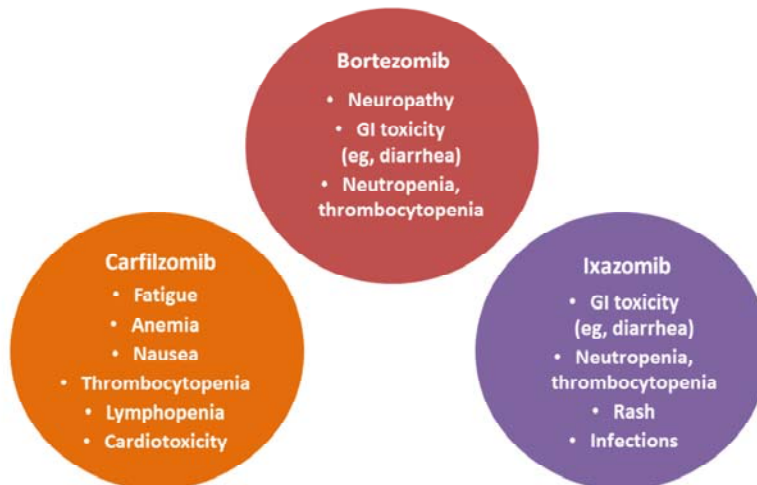 Bortezomib
• Neuropathy
• GI toxicity
(eg, diarrhea)
• Neutropenia,
thrombocytopenia
Carfilzomib
• Fatigue
• Anemia
• Nausea
• Thrombocytopenia
• Lymphopenia
• Cardiotoxicity
Ixazomib
• GI toxicity
(eg, diarrhea)
• Neutropenia,
thrombocytopenia
• Rash
• Infections